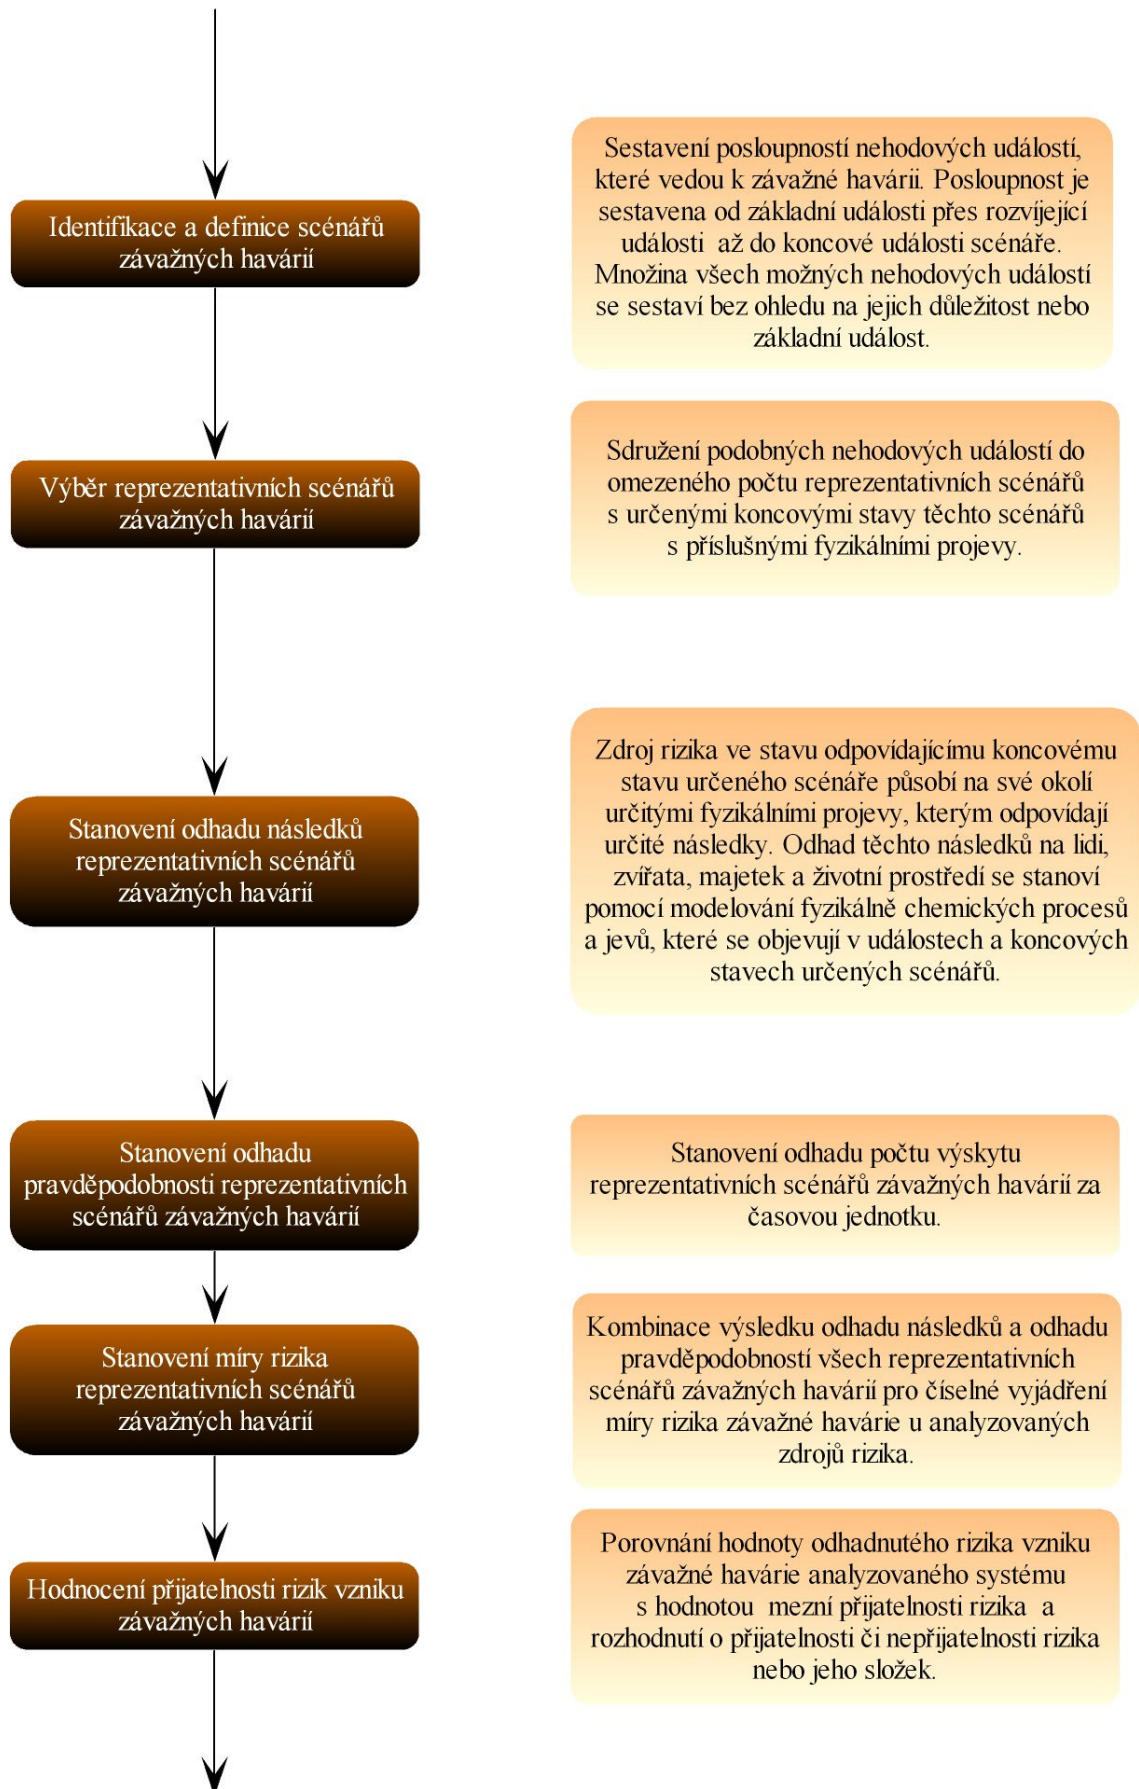 Identifikace a definice scénářů
závažných havárií
Sestavení posloupností nehodových událostí,
které vedou k závažné havárii. Posloupnost je
sestavena od základní události přes rozvíjející
události až do koncové události scénáře.
Množina všech možných nehodových událostí
se sestaví bez ohledu na jejich důležitost nebo
základní událost.
Výběr reprezentativních scénářů
závažných havárií
Sdružení podobných nehodových událostí do
omezeného počtu reprezentativních scénářů
s určenými koncovými stavy těchto scénářů
s příslušnými fyzikálními projevy.
Stanovení odhadu následků
reprezentativních scénářů
závažných havárií
Zdroj rizika ve stavu odpovídajícímu koncovému
stavu určeného scénáře působí na své okolí
určitými fyzikálními projevy, kterým odpovídají
určité následky. Odhad těchto následků na lidi,
zvířata, majetek a životní prostředí se stanoví
pomocí modelování fyzikálně chemických procesů
a jevů, které se objevují v událostech a koncových
stavech určených scénářů.
Stanovení odhadu
pravděpodobnosti reprezentativních
scénářů závažných havárií
Stanovení odhadu počtu výskytu
reprezentativních scénářů závažných havárií za
časovou jednotku.
Stanovení míry rizika
reprezentativních scénářů
závažných havárií
Kombinace výsledku odhadu následků a odhadu
pravděpodobností všech reprezentativních
scénářů závažných havárií pro číselné vyjádření
míry rizika závažné havárie u analyzovaných
zdrojů rizika.
Hodnocení přijatelnosti rizik vzniku
závažných havárií
Porovnání hodnoty odhadnutého rizika vzniku
závažné havárie analyzovaného systému
s hodnotou mezní přijatelnosti rizika a
rozhodnutí o přijatelnosti či nepřijatelnosti rizika
nebo jeho složek.